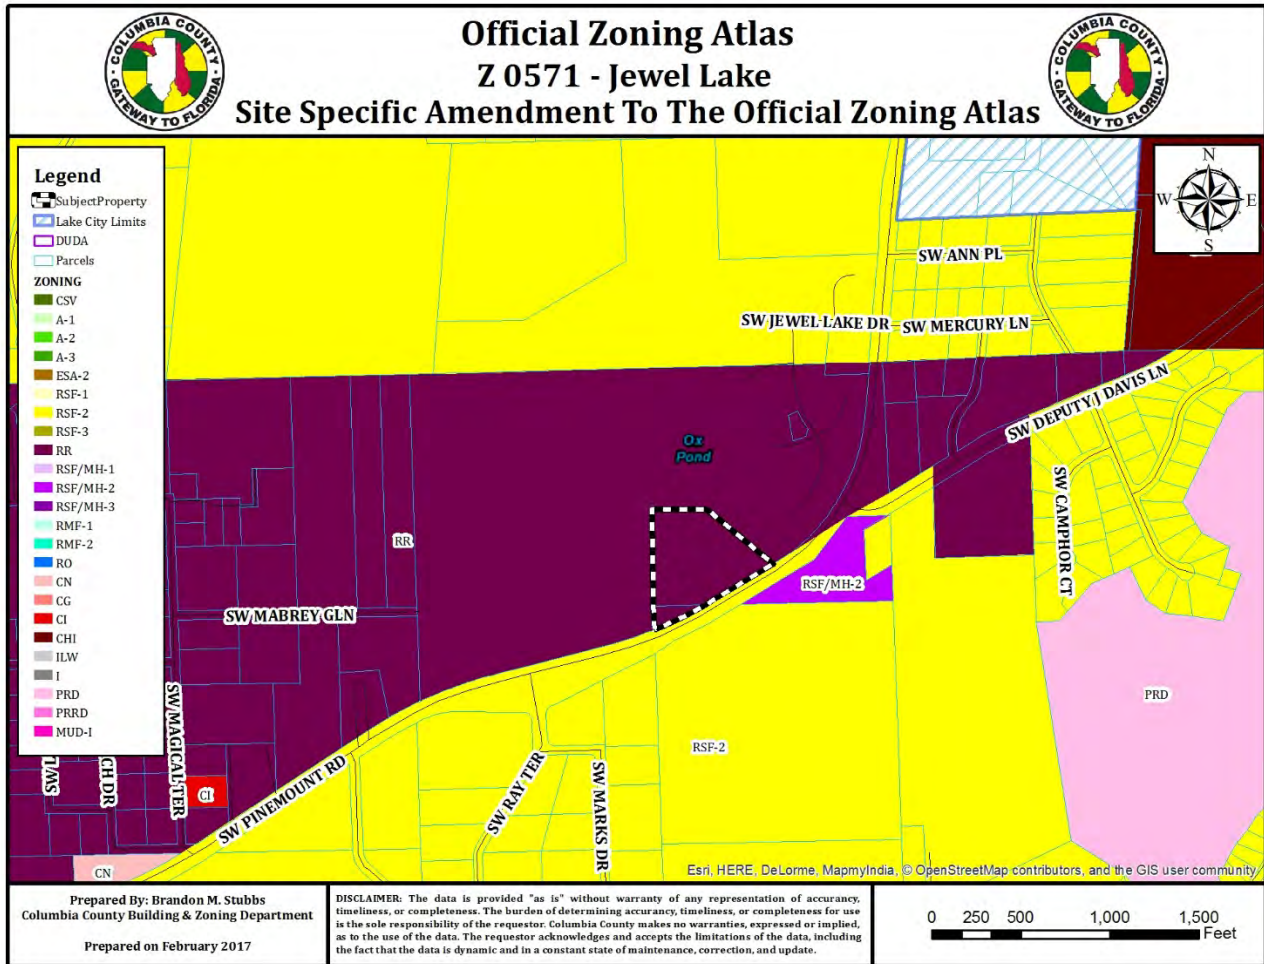 Official Zoning Atlas
Z 0571 - Jewel Lake
Site Specific Amendment To The Official Zoning Atlas
COLUMBIA COUNTY
GATEWAY TO FLORIDA
COLUMBIA COUNTY
GATEWAY TO FLORIDA
Legend
SubjectProperty
Lake City Limits
DUDA
Parcels
ZONING
CSV
A-1
A-2
A-3
ESA-2
RSF-1
RSF-2
RSF-3
RR
RSF/MH-1
RSF/MH-2
RSF/MH-3
RMF-1
RMF-2
RO
CN
CG
CI
CHI
ILW
I
PRD
PRRD
MUD-I
N
W E
S
SW ANN PL
SW JEWEL LAKE DR
SW MERCURY LN
SW DEPUTY J DAVIS LN
Ox
Pond
SW CAMPHOR CT
RR
RSF/MH-2
SW MABREY GLN
PRD
SW MAGICAL TER
RSF-2
CH DR
CI
SW PINEMOUNT RD
SW RAY TER
SW MARKS DR
CN
Esri, HERE, DeLorme, MapmyIndia, © OpenStreetMap contributors, and the GIS user community
Prepared By: Brandon M. Stubbs
Columbia County Building & Zoning Department
Prepared on February 2017
DISCLAIMER: The data is provided "as is" without warranty of any representation of accuracy,
timeliness, or completeness. The burden of determining accuracy, timeliness, or completeness for use
is the sole responsibility of the requestor. Columbia County makes no warranties, expressed or implied,
as to the use of the data. The requestor acknowledges and accepts the limitations of the data, including
the fact that the data is dynamic and in a constant state of maintenance, correction, and update.
0 250 500 1,000 1,500
Feet